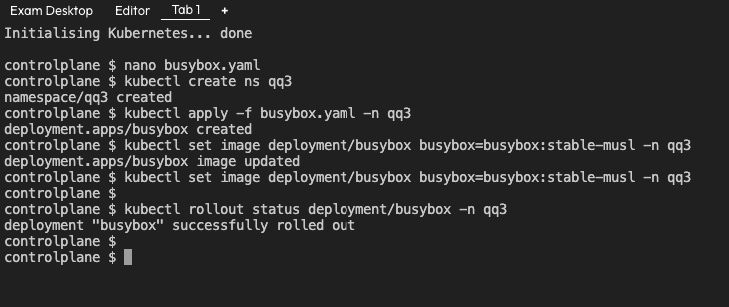 Exam Desktop Editor Tab 1 +
Initialising Kubernetes... done
controlplane $ nano busybox.yaml
controlplane $ kubectl create ns qq3
namespace/qq3 created
controlplane $ kubectl apply -f busybox.yaml -n qq3
deployment.apps/busybox created
controlplane $ kubectl set image deployment/busybox busybox=busybox:stable-musl -n qq3
deployment.apps/busybox image updated
controlplane $ kubectl set image deployment/busybox busybox=busybox:stable-musl -n qq3
controlplane $
controlplane $ kubectl rollout status deployment/busybox -n qq3
deployment "busybox" successfully rolled out
controlplane $
controlplane $